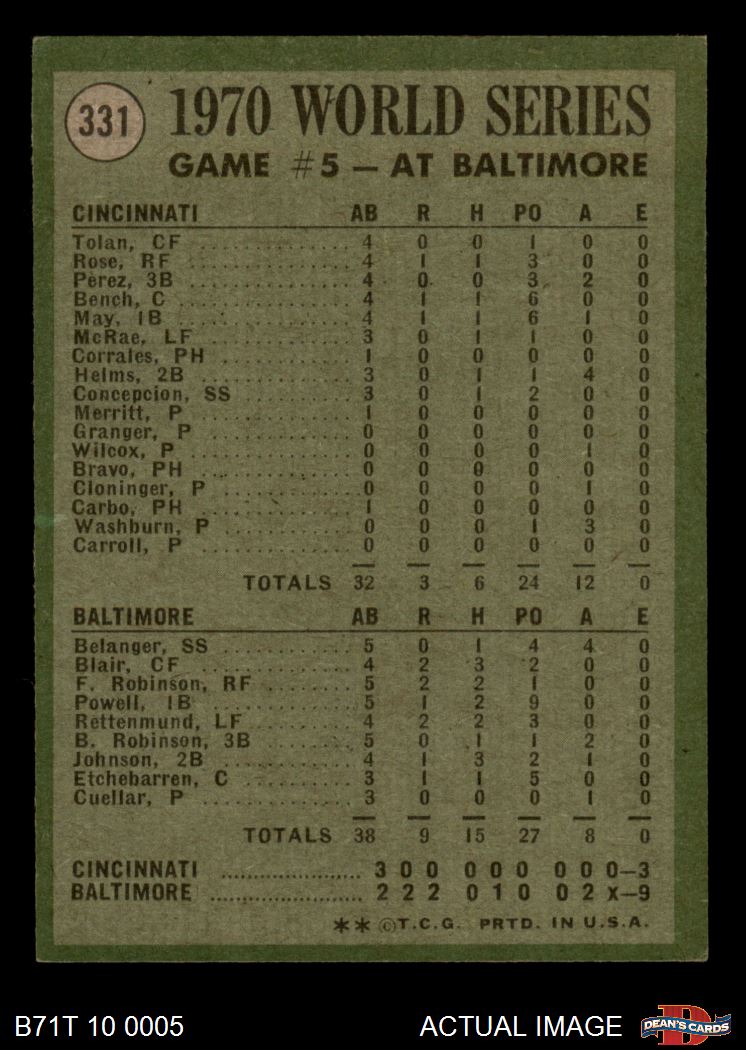 331
1970 WORLD SERIES
GAME #5 — AT BALTIMORE
CINCINNATI AB R H PO A E
Tolan, CF ............... 4 0 0 1 0 0
Rose, RF ............... 4 1 1 3 0 0
Perez, 3B ............... 4 0 0 3 2 0
Bench, C ............... 4 1 1 6 0 0
May, 1B ............... 4 1 1 6 1 0
McRae, LF ............... 3 0 1 1 0 0
Corrales, PH ............ 1 0 0 0 0 0
Helms, 2B ............... 3 0 1 1 4 0
Concepcion, SS .......... 3 0 1 2 0 0
Merritt, P .............. 1 0 0 0 0 0
Granger, P .............. 0 0 0 0 0 0
Wilcox, P ............... 0 0 0 0 1 0
Bravo, PH ............... 0 0 0 0 0 0
Cloninger, P ............ 0 0 0 0 1 0
Carbo, PH ............... 1 0 0 0 0 0
Washburn, P ............. 0 0 0 1 3 0
Carroll, P .............. 0 0 0 0 0 0
TOTALS 32 3 6 24 12 0
BALTIMORE AB R H PO A E
Belanger, SS ............ 5 0 1 4 4 0
Blair, CF ............... 4 2 3 2 0 0
F. Robinson, RF ......... 5 2 2 1 0 0
Powell, 1B .............. 5 1 2 9 0 0
Rettenmund, LF .......... 4 2 2 3 0 0
B. Robinson, 3B ......... 5 0 1 1 2 0
Johnson, 2B ............. 4 1 3 2 1 0
Etchebarren, C .......... 3 1 1 5 0 0
Cuellar, P .............. 3 0 0 0 1 0
TOTALS 38 9 15 27 8 0
CINCINNATI .................... 3 0 0 0 0 0 0 0 0—3
BALTIMORE .................... 2 2 2 0 1 0 0 2 x—9
** ©T.C.G. PRTD. IN U.S.A.
B71T 10 0005 ACTUAL IMAGE D DEAN'S CARDS